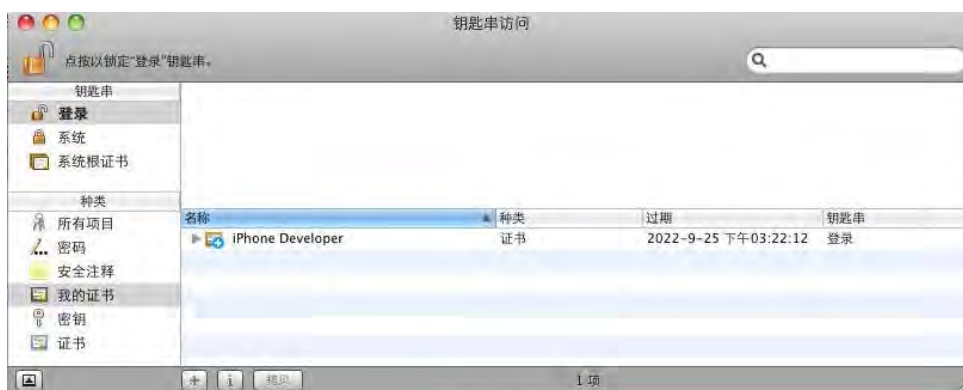 钥匙串访问
点按以锁定“登录”钥匙串。
钥匙串
登录
系统
系统根证书
种类
所有项目
密码
安全注释
我的证书
密钥
证书
名称 种类 过期 钥匙串
iPhone Developer 证书 2022-9-25 下午03:22:12 登录
拷贝
1 项